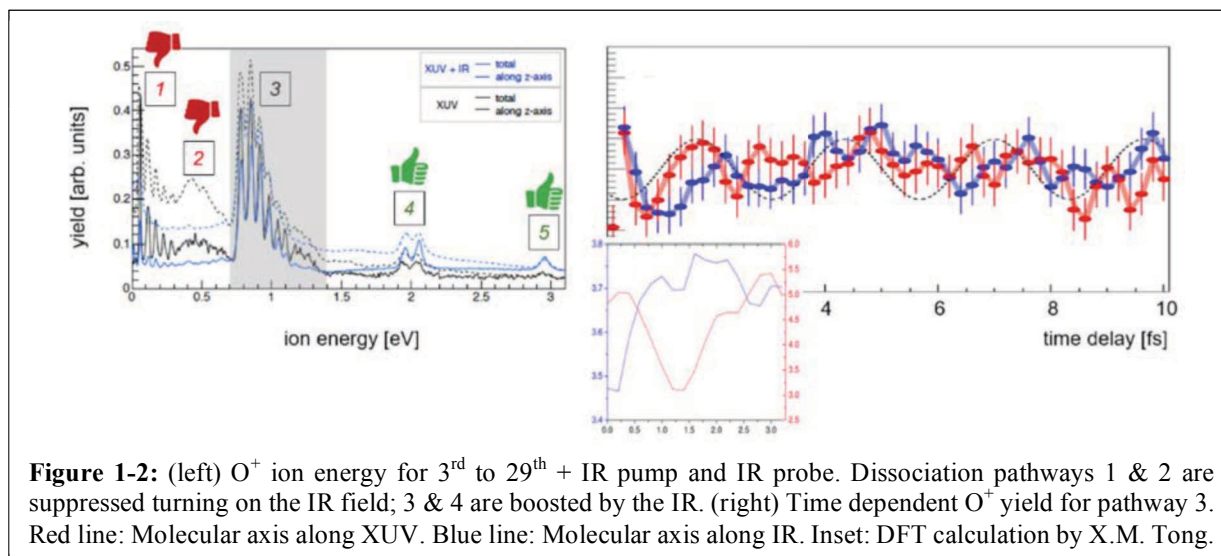 0.5
0.4
0.3
0.2
0.1
0
yield [arb. units]
1
2
3
4
5
XUV + IR
total
along z-axis
XUV
total
along z-axis
0 0.5 1 1.5 2 2.5 3
ion energy [eV]
4 6 8 10
time delay [fs]
3.8
3.7
3.6
3.5
3.4
6.0
5.5
5.0
4.5
4.0
3.5
3.0
2.5
0.0 0.5 1.0 1.5 2.0 2.5 3.0
Figure 1-2: (left) O⁺ ion energy for 3rd to 29th + IR pump and IR probe. Dissociation pathways 1 & 2 are
suppressed turning on the IR field; 3 & 4 are boosted by the IR. (right) Time dependent O⁺ yield for pathway 3.
Red line: Molecular axis along XUV. Blue line: Molecular axis along IR. Inset: DFT calculation by X.M. Tong.